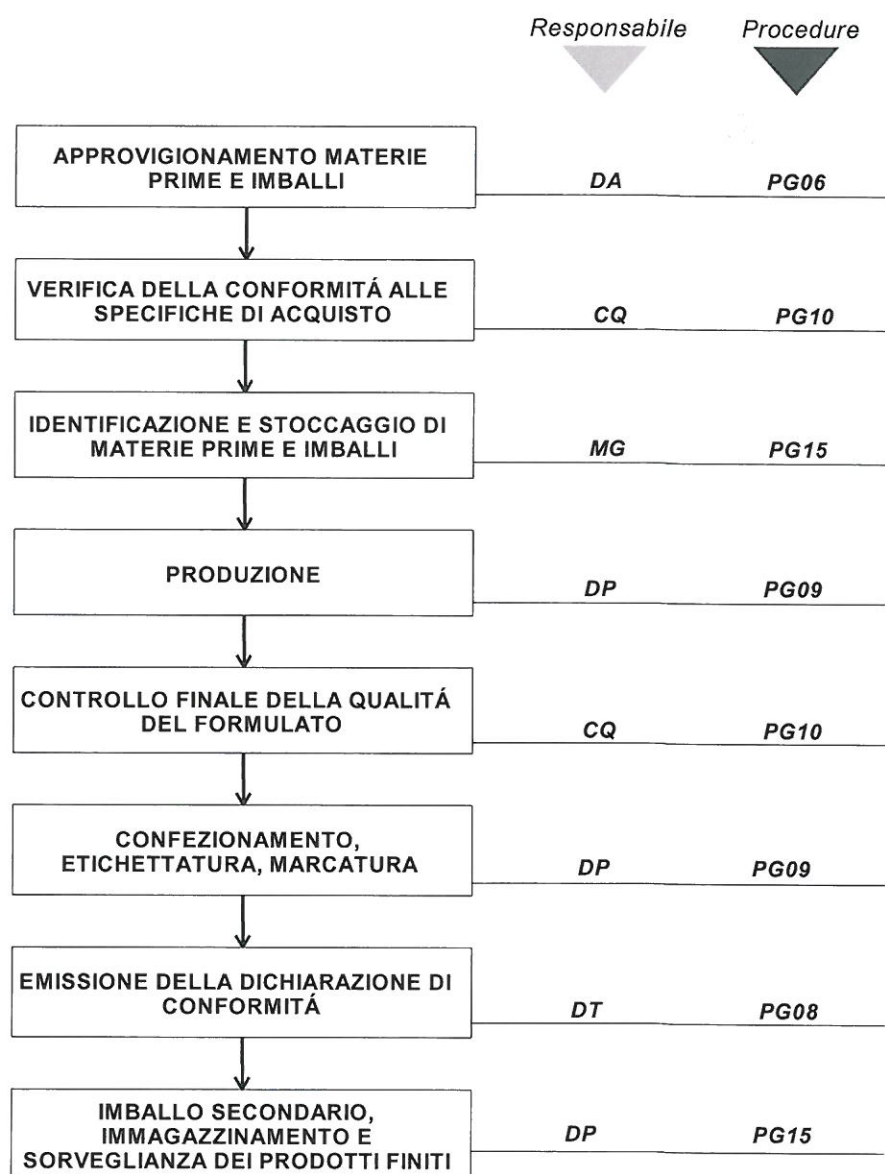 Responsabile Procedure
APPROVIGIONAMENTO MATERIE
PRIME E IMBALLI
DA PG06
VERIFICA DELLA CONFORMITÁ ALLE
SPECIFICHE DI ACQUISTO
CQ PG10
IDENTIFICAZIONE E STOCCAGGIO DI
MATERIE PRIME E IMBALLI
MG PG15
PRODUZIONE
DP PG09
CONTROLLO FINALE DELLA QUALITÁ
DEL FORMULATO
CQ PG10
CONFEZIONAMENTO,
ETICHETTATURA, MARCATURA
DP PG09
EMISSIONE DELLA DICHIARAZIONE DI
CONFORMITÁ
DT PG08
IMBALLO SECONDARIO,
IMMAGAZZINAMENTO E
SORVEGLIANZA DEI PRODOTTI FINITI
DP PG15